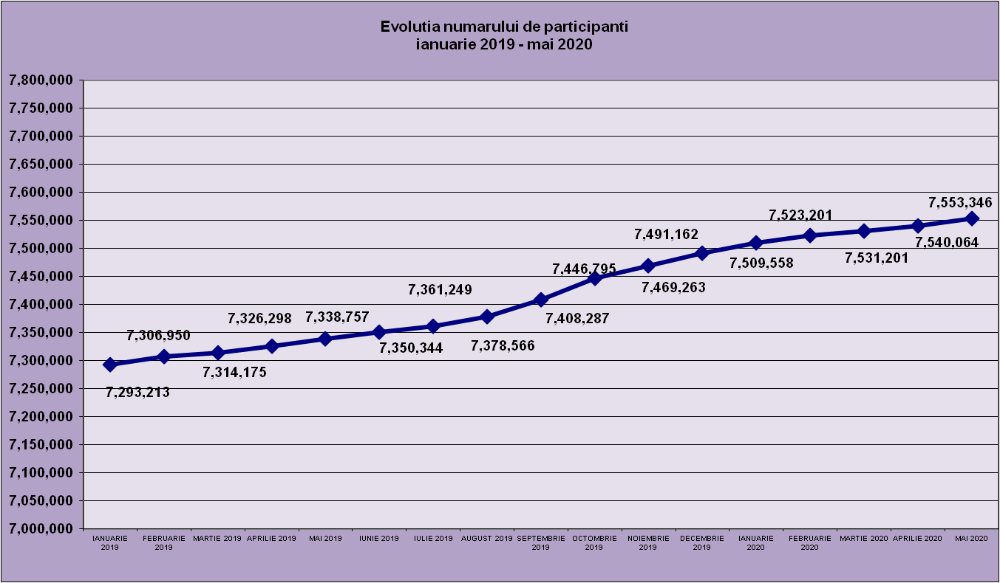 Evolutia numarului de participanti
ianuarie 2019 - mai 2020
7,800,000
7,750,000
7,700,000
7,650,000
7,600,000
7,550,000
7,500,000
7,450,000
7,400,000
7,350,000
7,300,000
7,250,000
7,200,000
7,150,000
7,100,000
7,050,000
7,000,000
7,293,213
7,306,950
7,314,175
7,326,298
7,338,757
7,350,344
7,361,249
7,378,566
7,408,287
7,446,795
7,469,263
7,491,162
7,509,558
7,523,201
7,531,201
7,540,064
7,553,346
IANUARIE
2019
FEBRUARIE
2019
MARTIE 2019
APRILIE 2019
MAI 2019
IUNIE 2019
IULIE 2019
AUGUST 2019
SEPTEMBRIE
2019
OCTOMBRIE
2019
NOIEMBRIE
2019
DECEMBRIE
2019
IANUARIE
2020
FEBRUARIE
2020
MARTIE 2020
APRILIE 2020
MAI 2020